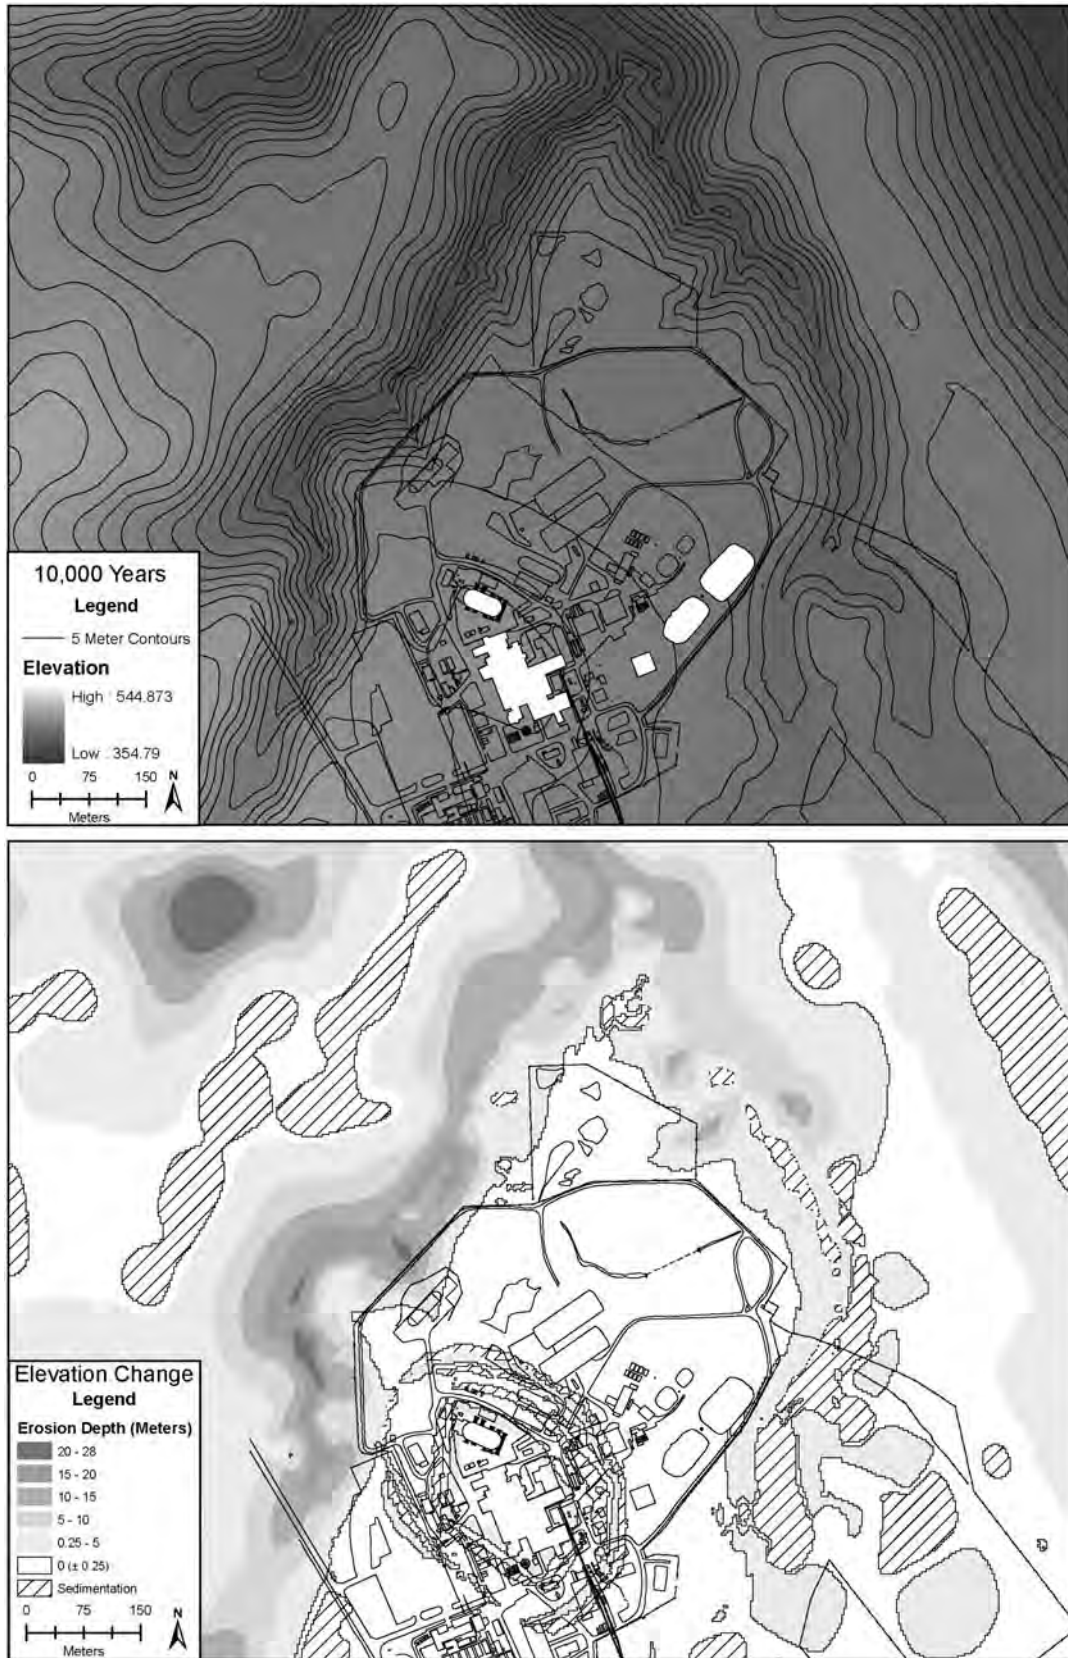 10,000 Years
Legend
5 Meter Contours
Elevation
High : 544.873
Low : 354.79
0 75 150 N
Meters
Elevation Change
Legend
Erosion Depth (Meters)
20 - 28
15 - 20
10 - 15
5 - 10
0.25 - 5
0 (± 0.25)
Sedimentation
0 75 150 N
Meters